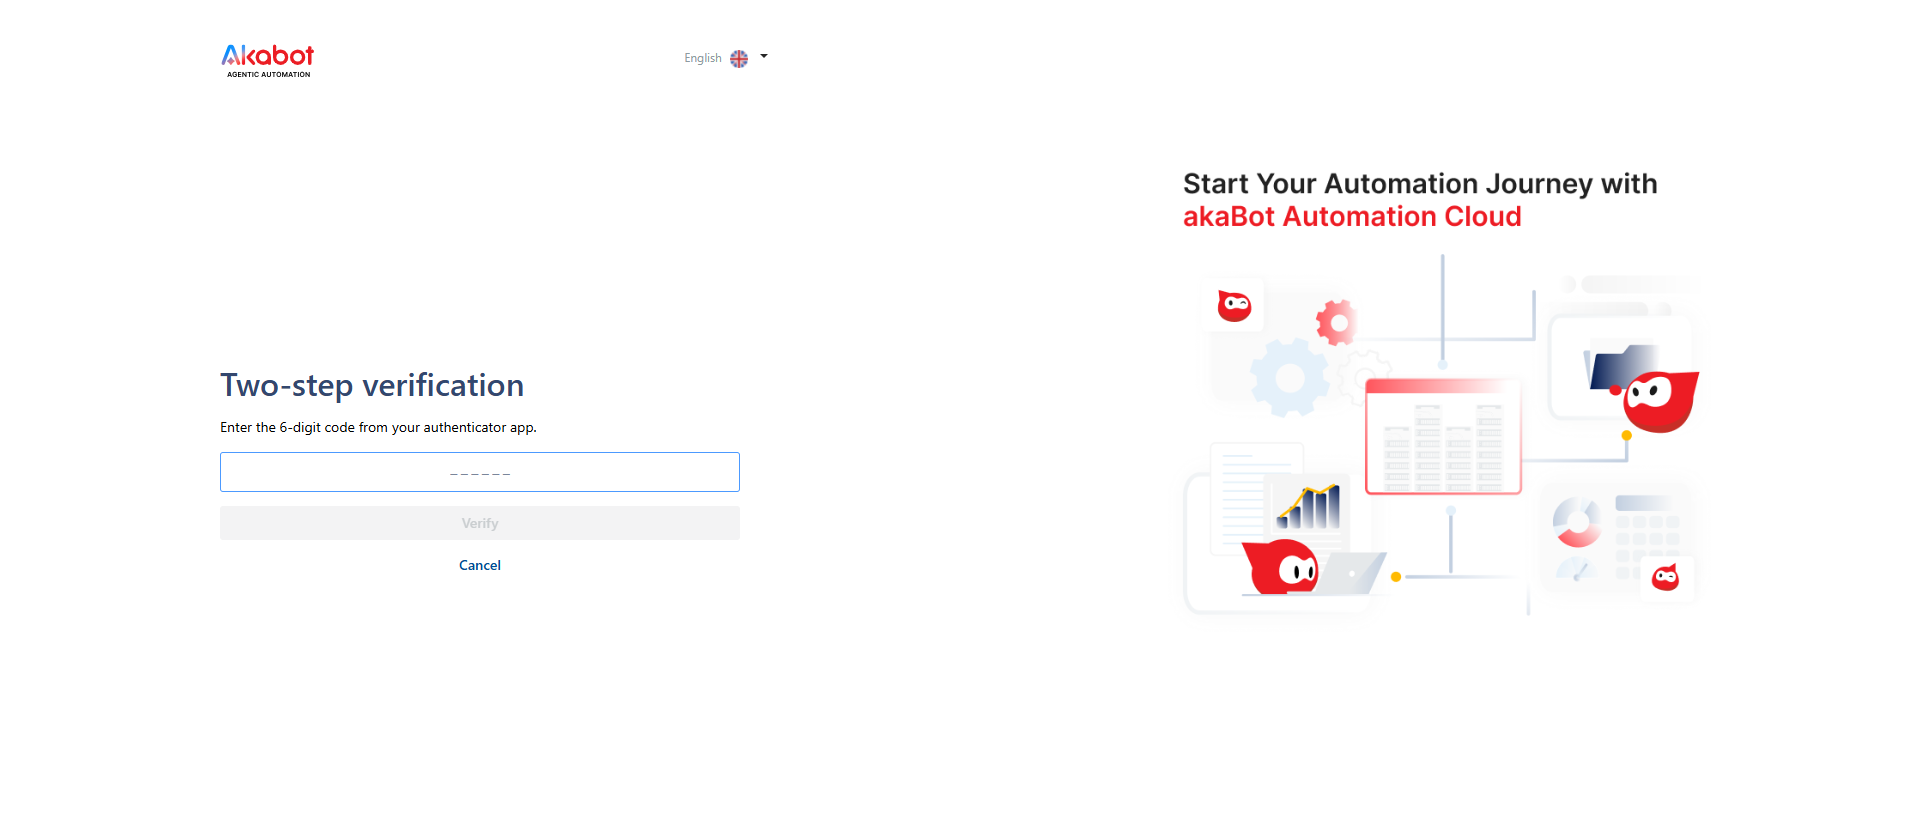 Akabot
AGENTIC AUTOMATION
English
Two-step verification
Enter the 6-digit code from your authenticator app.
_ _ _ _ _ _
Verify
Cancel
Start Your Automation Journey with
akaBot Automation Cloud